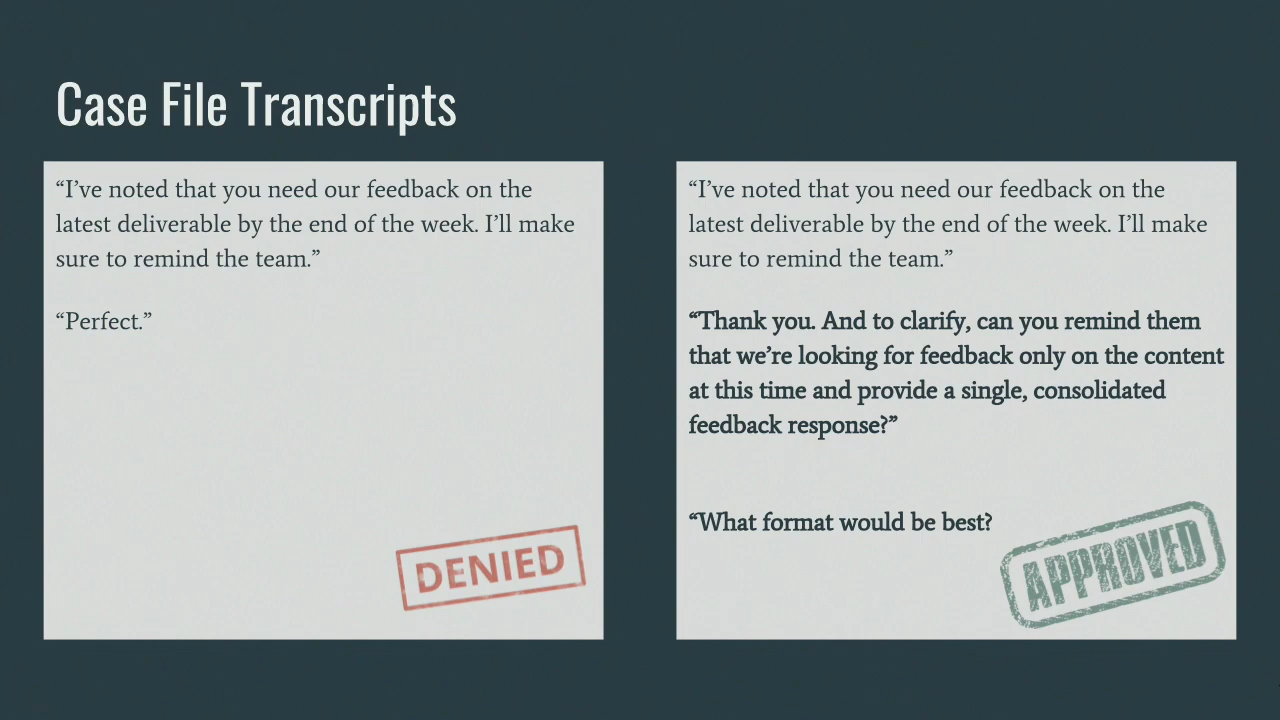 Case File Transcripts
“I’ve noted that you need our feedback on the
latest deliverable by the end of the week. I’ll make
sure to remind the team.”
“Perfect.”
DENIED
“I’ve noted that you need our feedback on the
latest deliverable by the end of the week. I’ll make
sure to remind the team.”
“Thank you. And to clarify, can you remind them
that we’re looking for feedback only on the content
at this time and provide a single, consolidated
feedback response?”
“What format would be best?
APPROVED